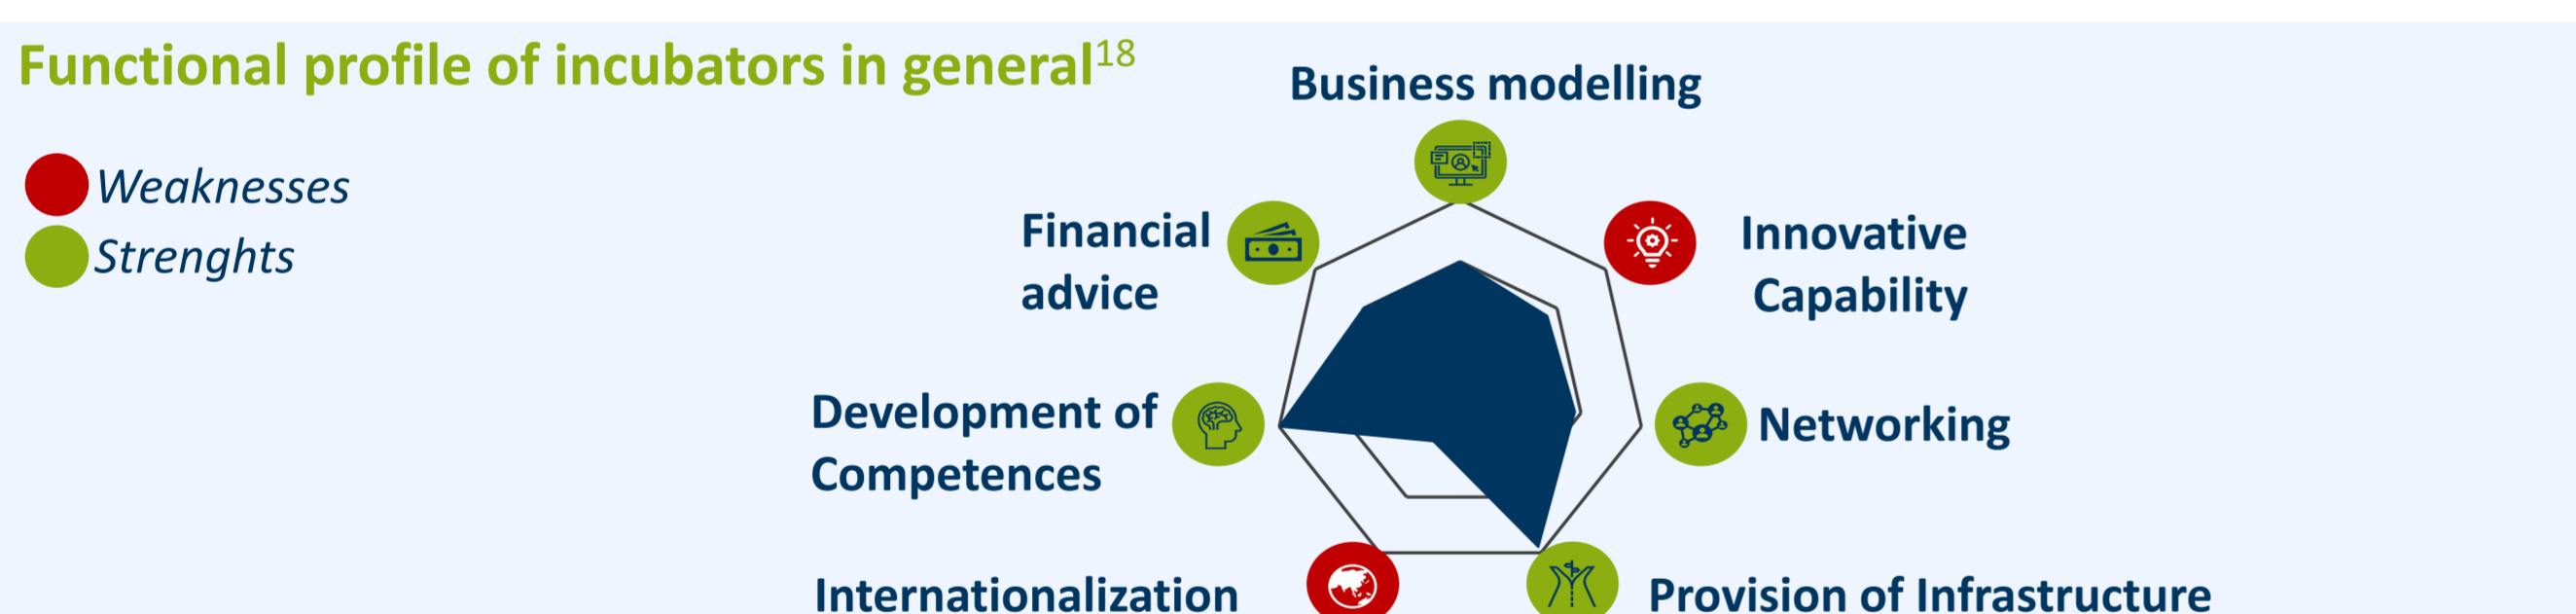 Functional profile of incubators in general18
Weaknesses
Strenghts
Business modelling
Financial
advice
Innovative
Capability
Development of
Competences
Networking
Internationalization
Provision of Infrastructure